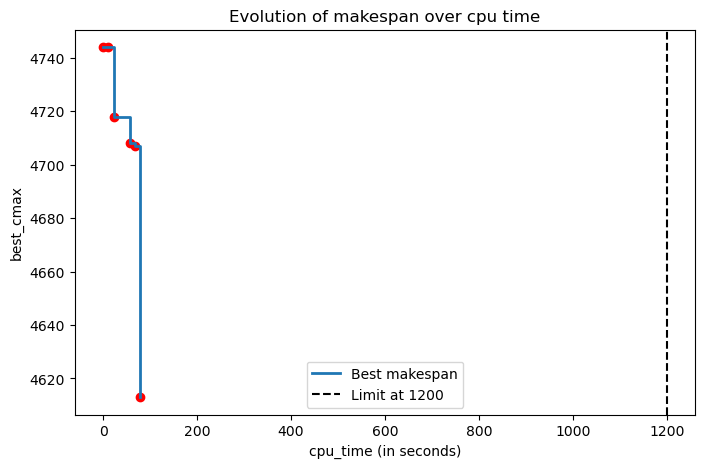 Evolution of makespan over cpu time
best_cmax
4740
4720
4700
4680
4660
4640
4620
Best makespan
Limit at 1200
0
200
400
600
800
1000
1200
cpu_time (in seconds)